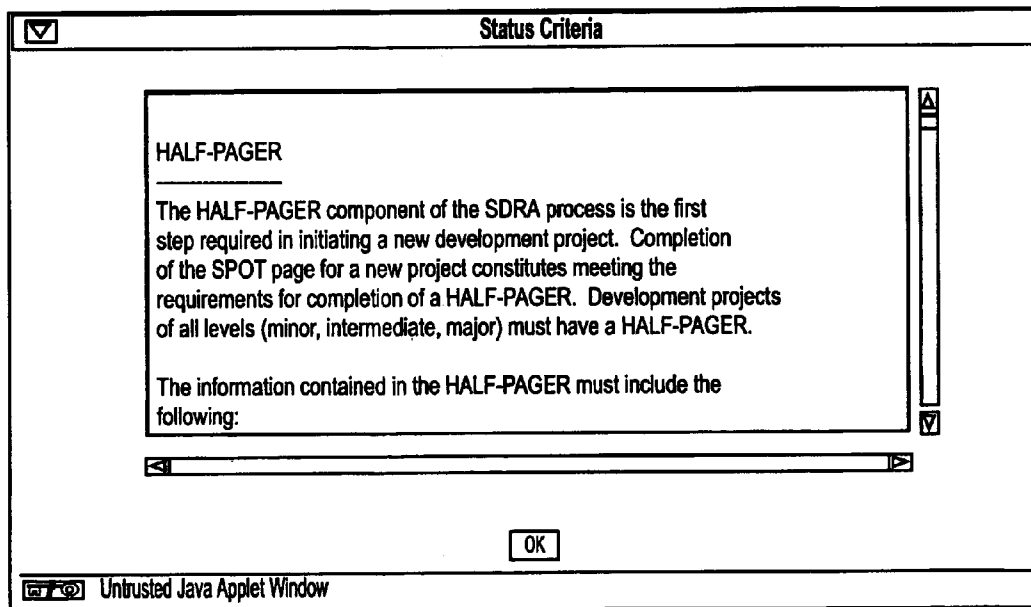 Status Criteria
HALF-PAGER
The HALF-PAGER component of the SDRA process is the first
step required in initiating a new development project. Completion
of the SPOT page for a new project constitutes meeting the
requirements for completion of a HALF-PAGER. Development projects
of all levels (minor, intermediate, major) must have a HALF-PAGER.
The information contained in the HALF-PAGER must include the
following:
OK
Untrusted Java Applet Window